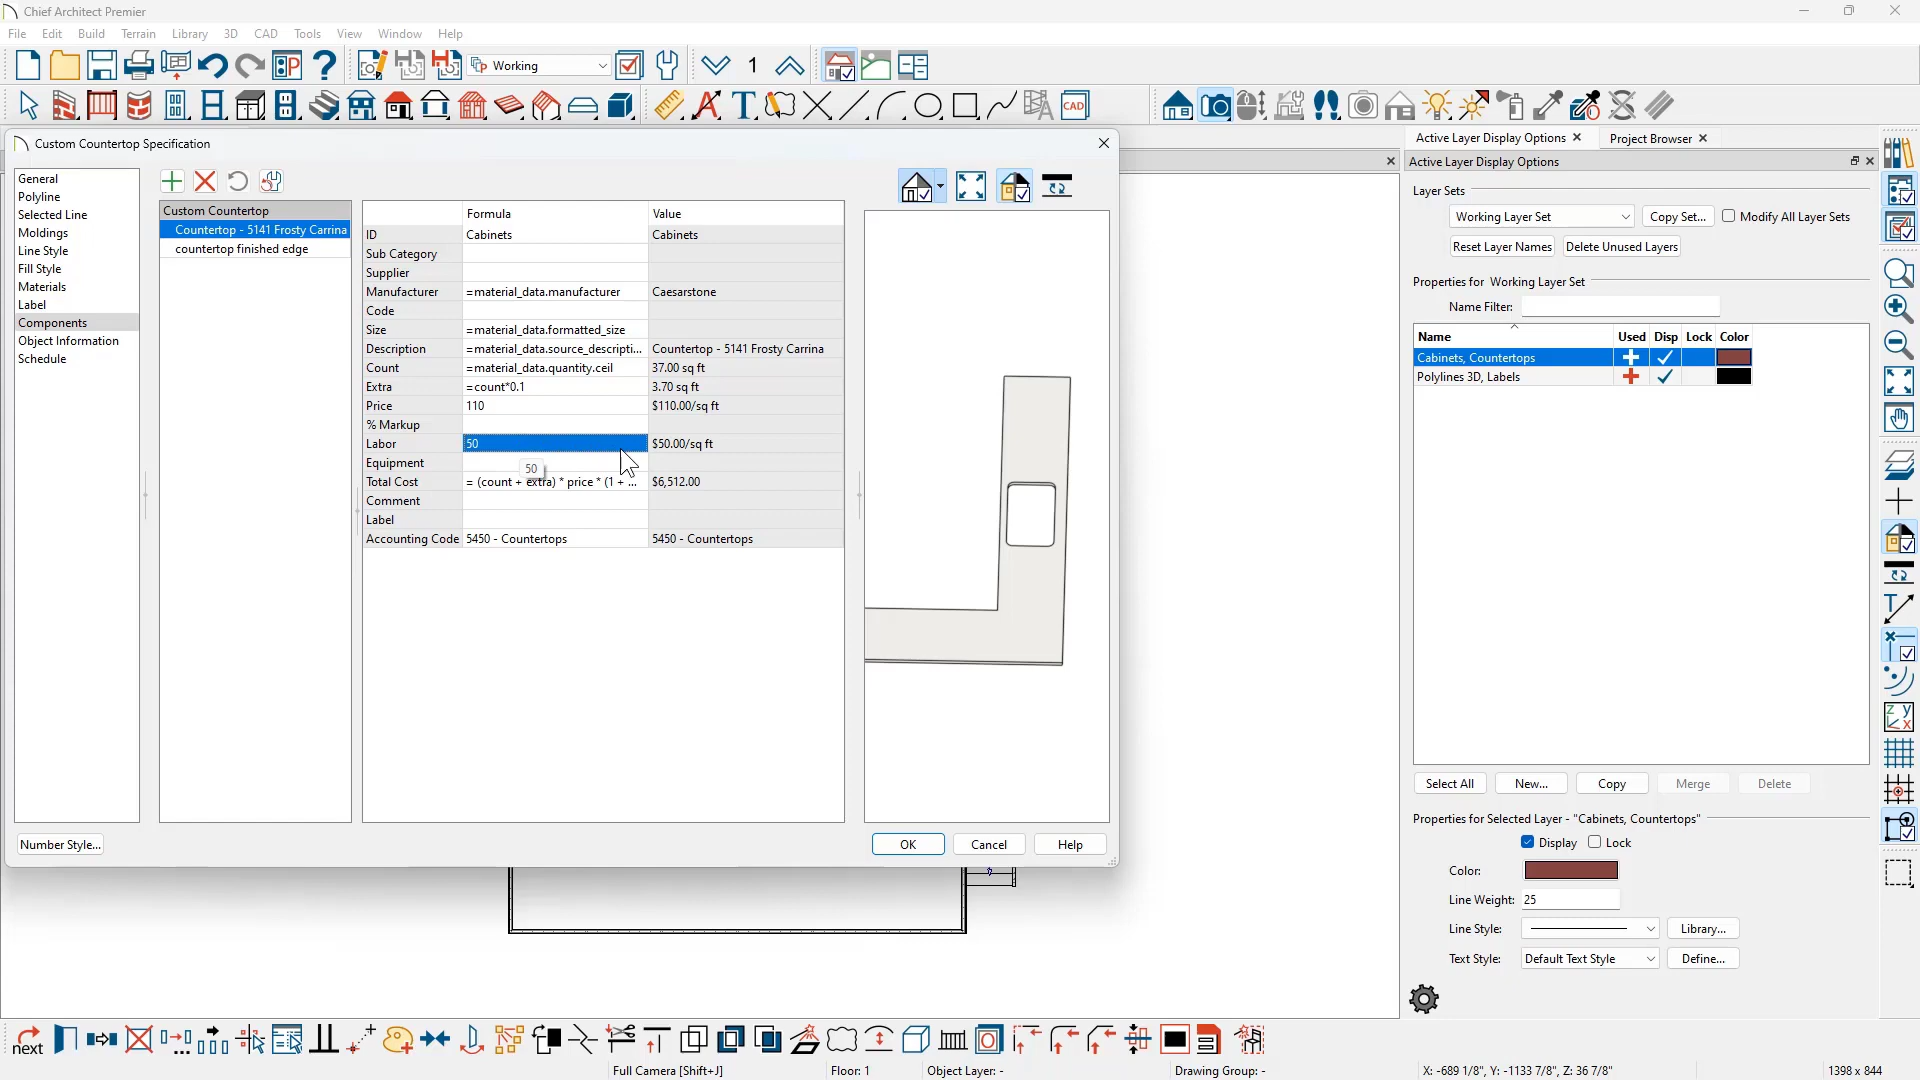 Chief Architect Premier
File Edit Build Terrain Library 3D CAD Tools View Window Help
Working 1
CAD
Custom Countertop Specification
General
Polyline
Selected Line
Moldings
Line Style
Fill Style
Materials
Label
Components
Object Information
Schedule
Number Style...
Custom Countertop
Countertop - 5141 Frosty Carrina
countertop finished edge
Formula Value
ID Cabinets Cabinets
Sub Category
Supplier
Manufacturer =material_data.manufacturer Caesarstone
Code
Size =material_data.formatted_size
Description =material_data.source_descripti... Countertop - 5141 Frosty Carrina
Count =material_data.quantity.ceil 37.00 sq ft
Extra =count*0.1 3.70 sq ft
Price 110 $110.00/sq ft
% Markup
Labor 50 $50.00/sq ft
Equipment
50
Total Cost = (count + extra) * price * (1 + ... $6,512.00
Comment
Label
Accounting Code 5450 - Countertops 5450 - Countertops
OK Cancel Help
Active Layer Display Options Project Browser
Active Layer Display Options
Layer Sets
Working Layer Set Copy Set... Modify All Layer Sets
Reset Layer Names Delete Unused Layers
Properties for Working Layer Set
Name Filter:
Name Used Disp Lock Color
Cabinets, Countertops
Polylines 3D, Labels
Select All New... Copy Merge Delete
Properties for Selected Layer - "Cabinets, Countertops"
Display Lock
Color:
Line Weight: 25
Line Style: Library...
Text Style: Default Text Style Define...
next
Full Camera [Shift+J] Floor: 1 Object Layer: - Drawing Group: - X: -689 1/8", Y: -1133 7/8", Z: 36 7/8" 1398 x 844